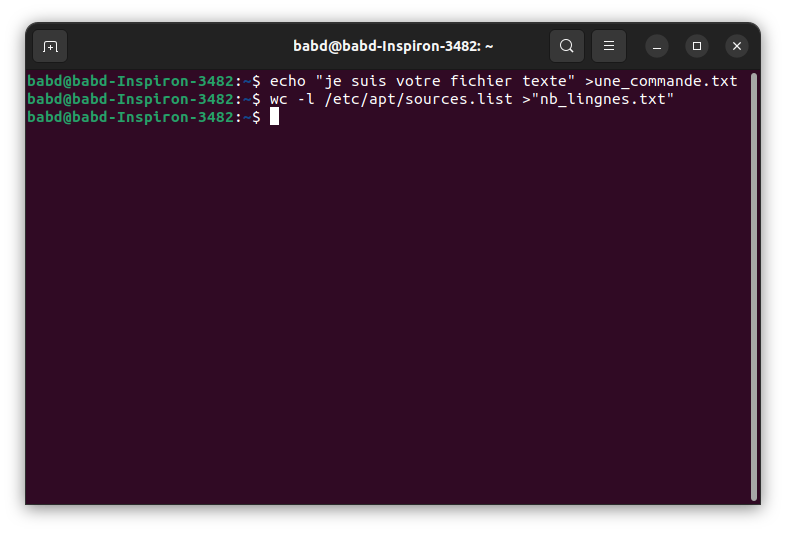 babd@babd-Inspiron-3482: ~
babd@babd-Inspiron-3482:~$ echo "je suis votre fichier texte" >une_commande.txt
babd@babd-Inspiron-3482:~$ wc -l /etc/apt/sources.list >"nb_lingnes.txt"
babd@babd-Inspiron-3482:~$